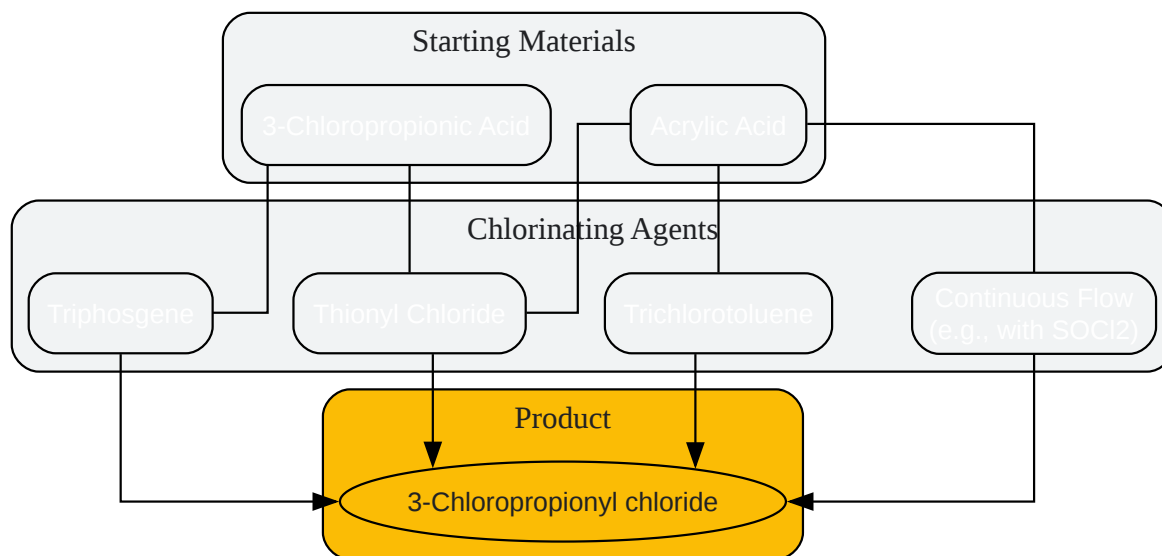 Starting Materials
3-Chloropropionic Acid
Acrylic Acid
Chlorinating Agents
Triphosgene
Thionyl Chloride
Trichlorotoluene
Continuous Flow
(e.g., with SOCl2)
Product
3-Chloropropionyl chloride